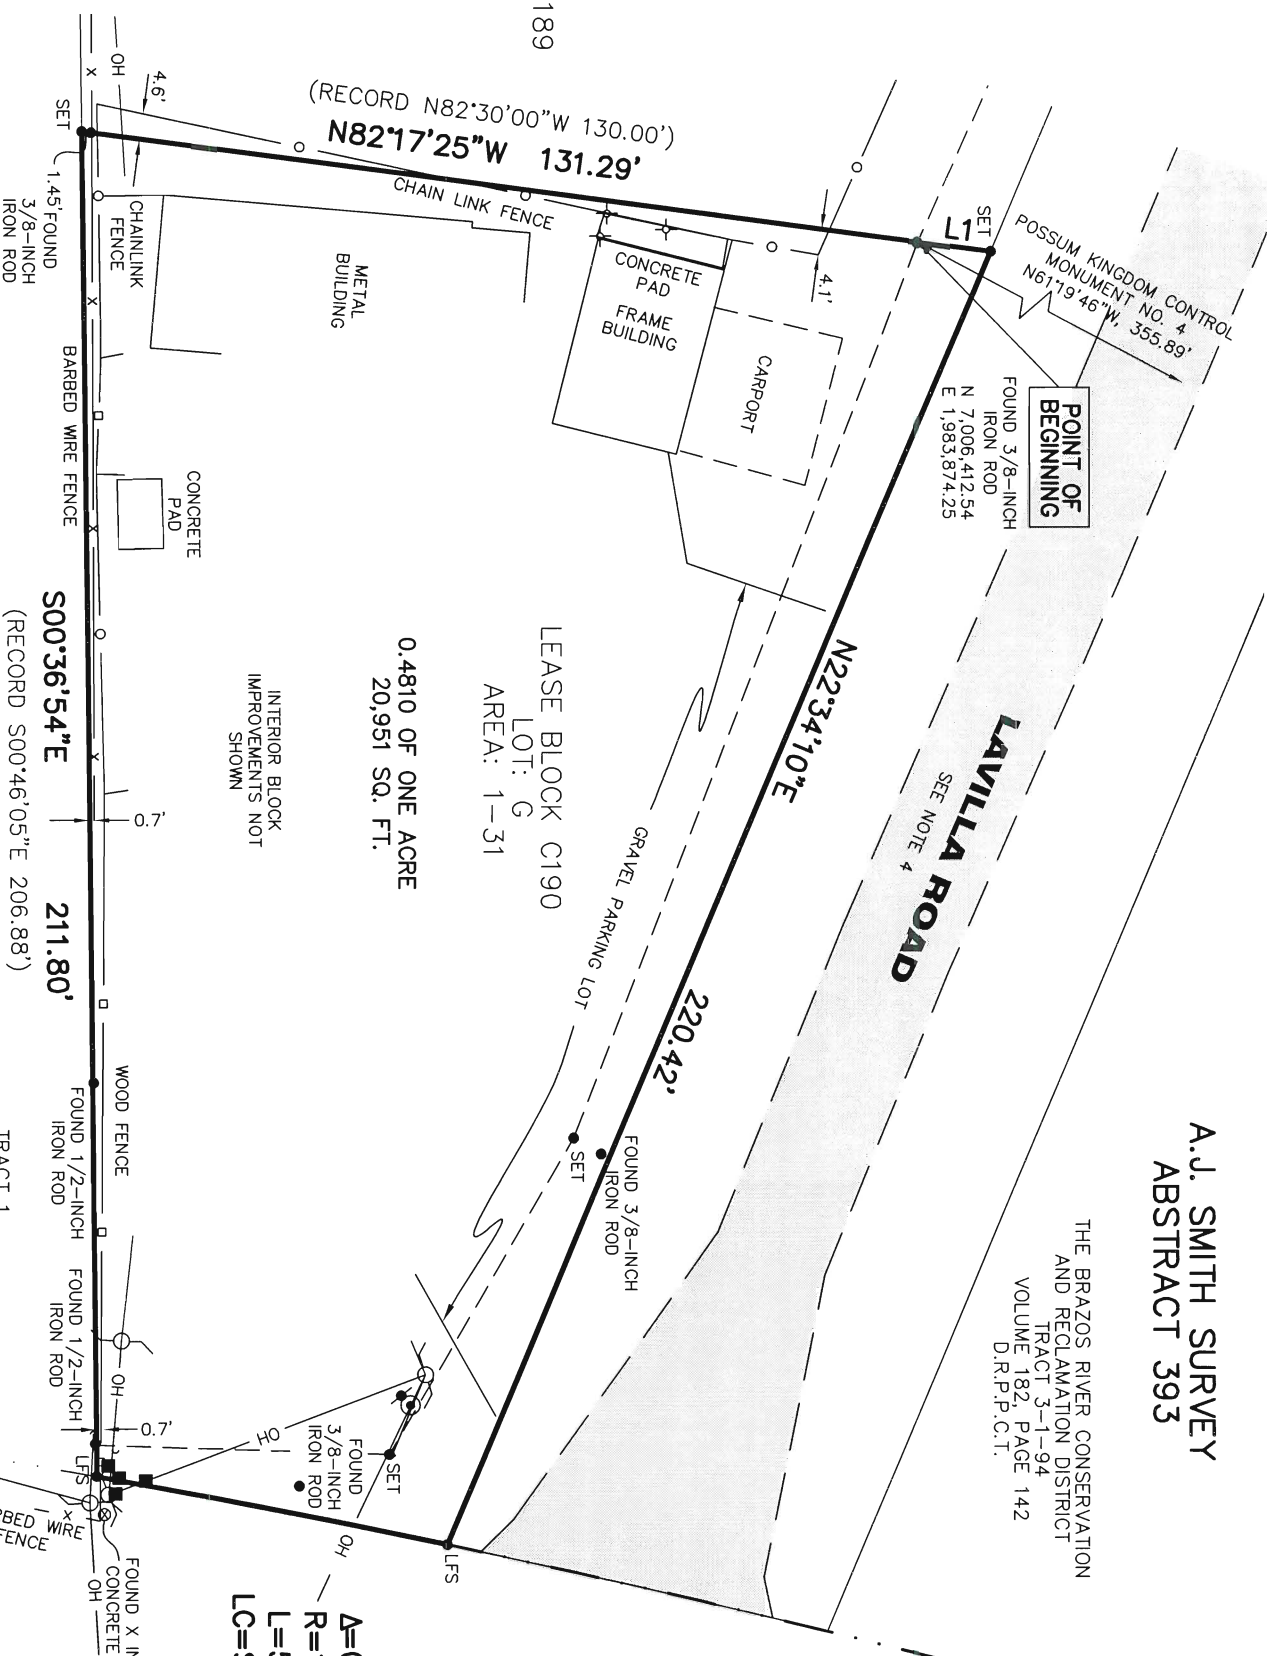 189
(RECORD N82°30'00"W 130.00')
N82°17'25"W 131.29'
4.6'
OH
X
SET
1.45'
FOUND
3/8-INCH
IRON ROD
CHAINLINK
FENCE
CHAIN LINK FENCE
METAL
BUILDING
CONCRETE
PAD
FRAME
BUILDING
CARPORT
4.1'
L1
SET
POSSUM KINGDOM CONTROL
MONUMENT NO. 4
N61°19'46"W, 355.89'
POINT OF
BEGINNING
FOUND 3/8-INCH
IRON ROD
N 7,006,412.54
E 1,983,874.25
X
BARBED WIRE FENCE
X
CONCRETE
PAD
S00°36'54"E 211.80'
(RECORD S00°46'05"E 206.88')
X
0.7'
INTERIOR BLOCK
IMPROVEMENTS NOT
SHOWN
0.4810 OF ONE ACRE
20,951 SQ. FT.
LEASE BLOCK C190
LOT: G
AREA: 1-31
GRAVEL PARKING LOT
N22°34'10"E
220.42'
LAVILLA ROAD
SEE NOTE 4
A.J. SMITH SURVEY
ABSTRACT 393
THE BRAZOS RIVER CONSERVATION
AND RECLAMATION DISTRICT
TRACT 3-1-94
VOLUME 182, PAGE 142
D.R.P.P.C.T.
SET
FOUND 3/8-INCH
IRON ROD
WOOD FENCE
FOUND 1/2-INCH
IRON ROD
TRACT 1
FOUND 1/2-INCH
IRON ROD
OH
0.7'
OH
FOUND
3/8-INCH
IRON ROD
SET
LFS
LFS
OH
X
BED WIRE
FENCE
FOUND X IN
CONCRETE
OH
Δ=
R=
L=5
LC=S